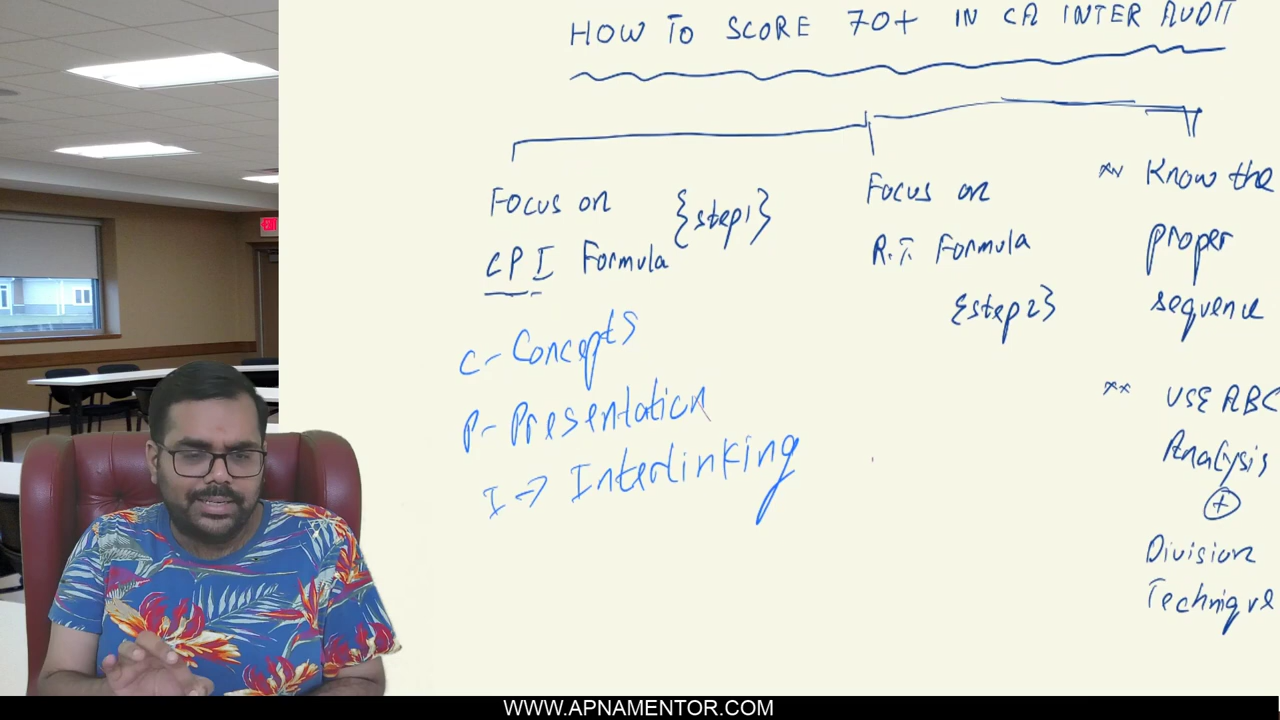 HOW TO SCORE 70+ IN CA INTER AUDIT
Focus on
CPI Formula
{step1}
C- Concepts
P- Presentation
I → Interlinking
Focus on
R.T. Formula
{step2}
** Know the
proper
sequence
** USE ABC
Analysis
+
Division
Technique
WWW.APNAMENTOR.COM